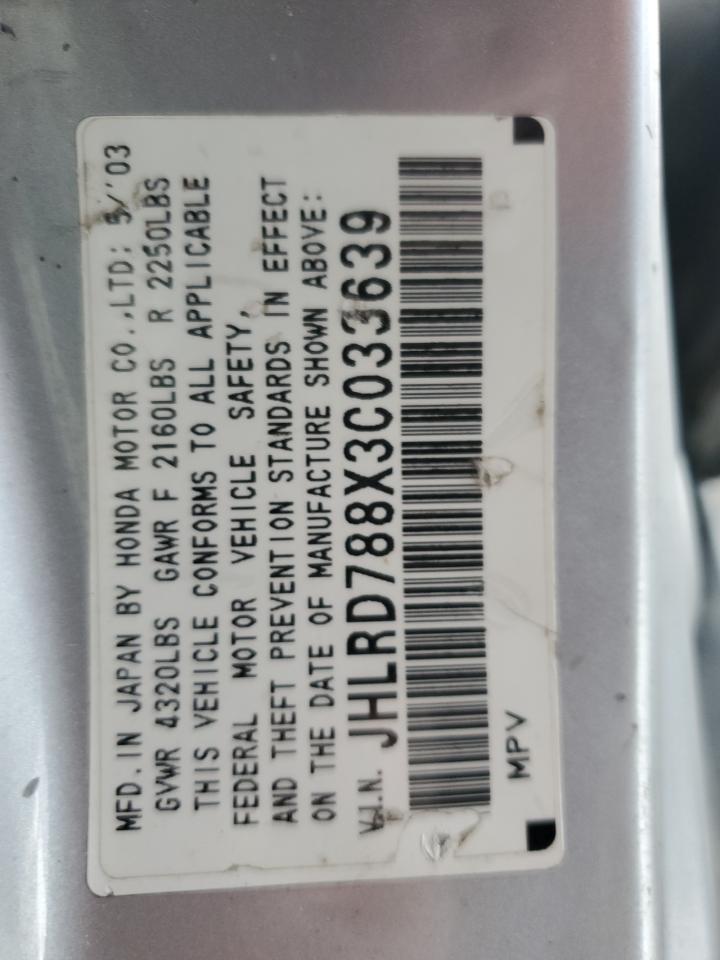 MFD. IN JAPAN BY HONDA MOTOR CO.,LTD: 5/'03
GVWR 4320LBS GAWR F 2160LBS R 2250LBS
THIS VEHICLE CONFORMS TO ALL APPLICABLE
FEDERAL MOTOR VEHICLE SAFETY,
AND THEFT PREVENTION STANDARDS IN EFFECT
ON THE DATE OF MANUFACTURE SHOWN ABOVE:
V.I.N. JHLRD788X3C033639
MPV